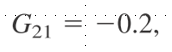 G₂₁ = −0.2,